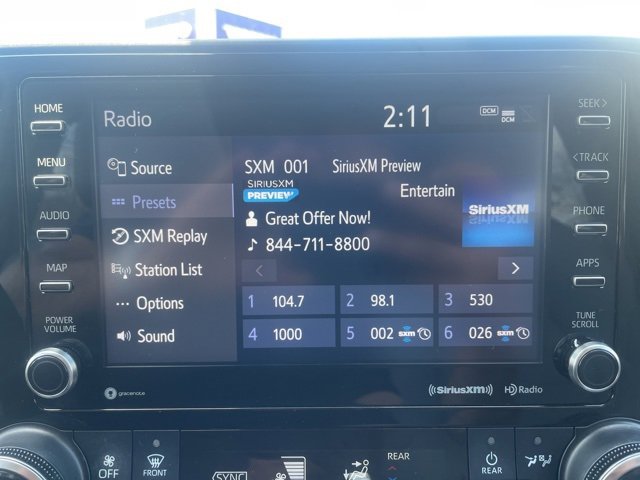 Radio
2:11
DCM
DCM
HOME
MENU
AUDIO
MAP
POWER
VOLUME
Source
Presets
SXM Replay
Station List
Options
Sound
SXM 001 SiriusXM Preview
SIRIUSXM
PREVIEW
Entertain
SiriusXM
Great Offer Now!
844-711-8800
1 104.7
2 98.1
3 530
4 1000
5 002 sxm
6 026 sxm
SEEK>
<TRACK
PHONE
APPS
TUNE
SCROLL
gracenote
SiriusXM
HD Radio
OFF
FRONT
SYNC
REAR
REAR